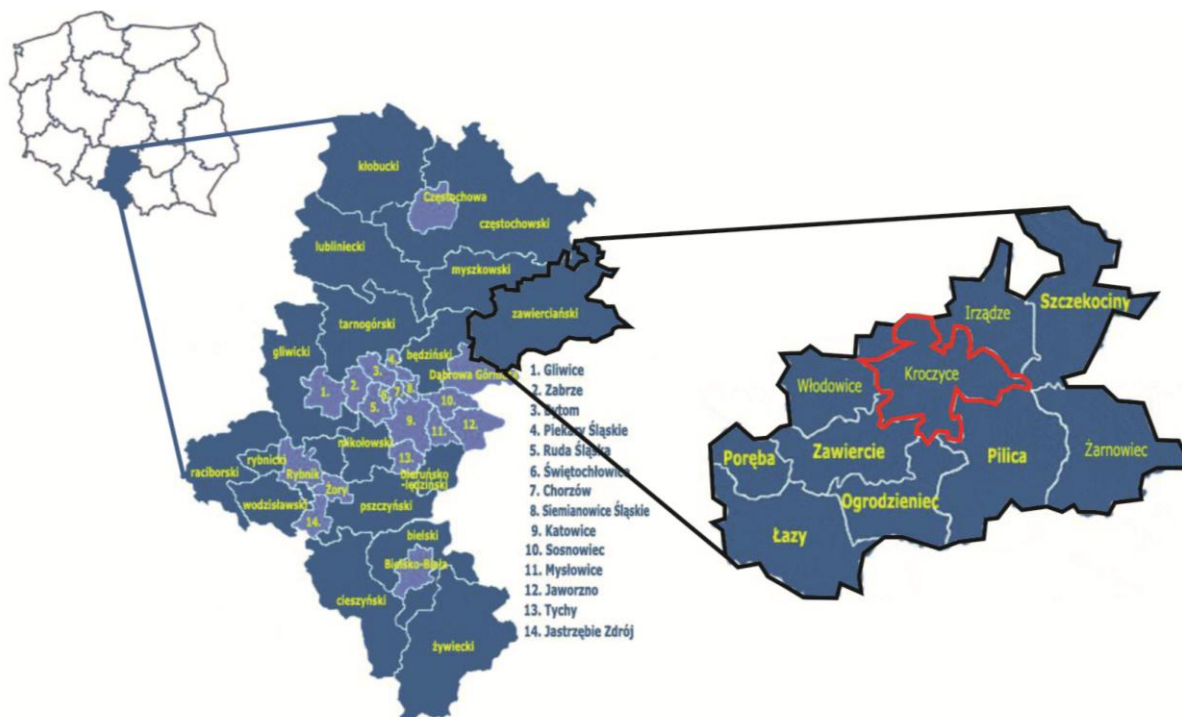 kłobucki
Częstochowa
częstochowski
lubliniecki
myszkowski
zawierciański
tarnogórski
gliwicki
będziński
Dąbrowa Górnicza
4.
3.
2.
1.
6.
7.
8.
5.
9.
10.
11.
12.
13.
mikołowski
bieruńsko
-lędziński
raciborski
rybnicki
Rybnik
Żory
wodzisławski
14.
pszczyński
bielski
Bielsko-Biała
cieszyński
żywiecki
1. Gliwice
2. Zabrze
3. Bytom
4. Piekary Śląskie
5. Ruda Śląska
6. Świętochłowice
7. Chorzów
8. Siemianowice Śląskie
9. Katowice
10. Sosnowiec
11. Mysłowice
12. Jaworzno
13. Tychy
14. Jastrzębie Zdrój
Szczekociny
Irządze
Kroczyce
Włodowice
Poręba
Zawiercie
Pilica
Żarnowiec
Ogrodzieniec
Łazy